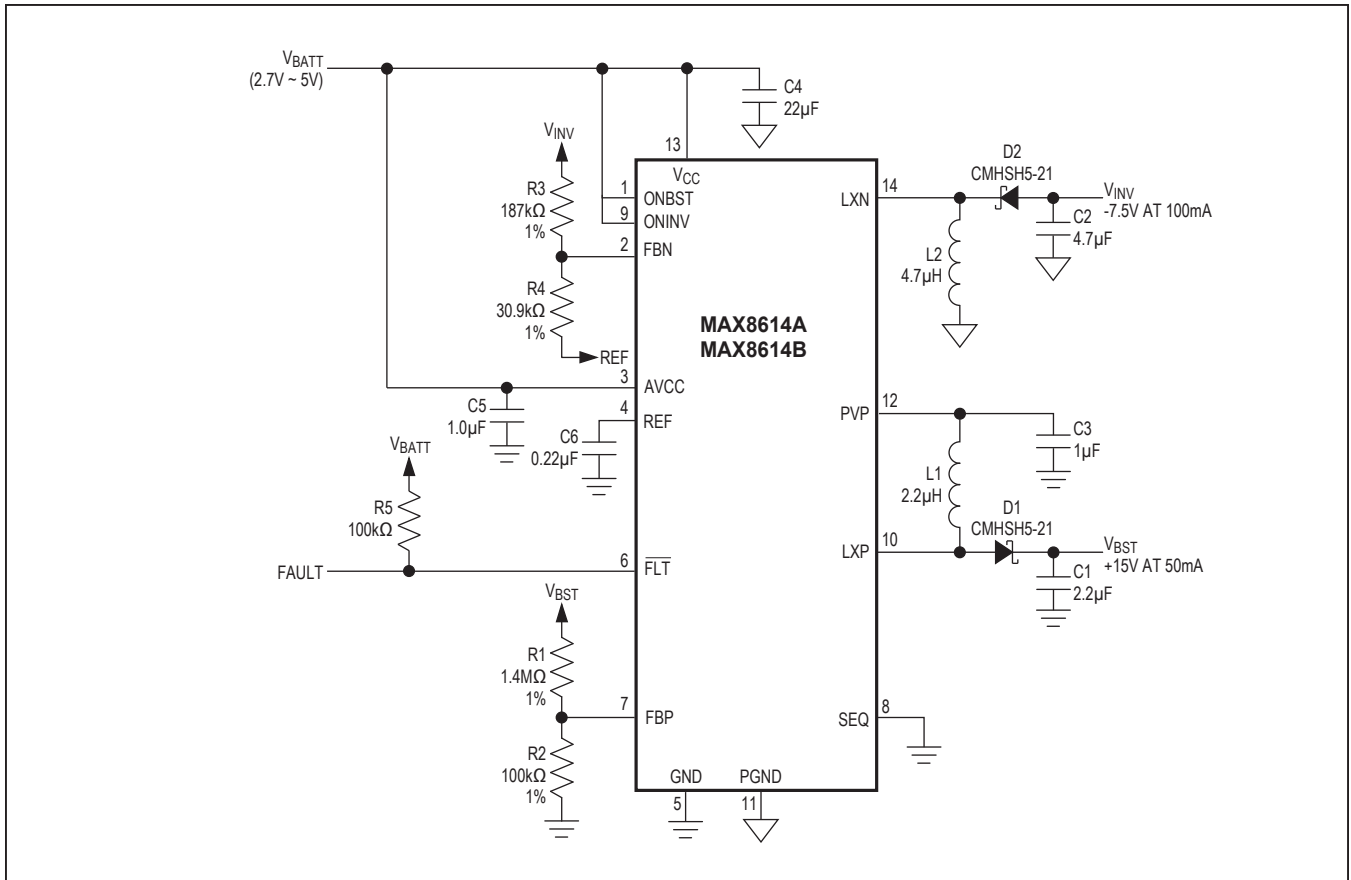 VBATT
(2.7V ~ 5V)
C4
22µF
VINV
13
VCC
R3
187kΩ
1%
1
ONBST
9
ONINV
2
FBN
R4
30.9kΩ
1%
REF
3
AVCC
C5
1.0µF
4
REF
C6
0.22µF
VBATT
R5
100kΩ
FAULT
6
FLT
VBST
R1
1.4MΩ
1%
7
FBP
R2
100kΩ
1%
GND
5
PGND
11
MAX8614A
MAX8614B
LXN
14
D2
CMHSH5-21
VINV
-7.5V AT 100mA
C2
4.7µF
L2
4.7µH
PVP
12
C3
1µF
L1
2.2µH
D1
CMHSH5-21
LXP
10
VBST
+15V AT 50mA
C1
2.2µF
SEQ
8